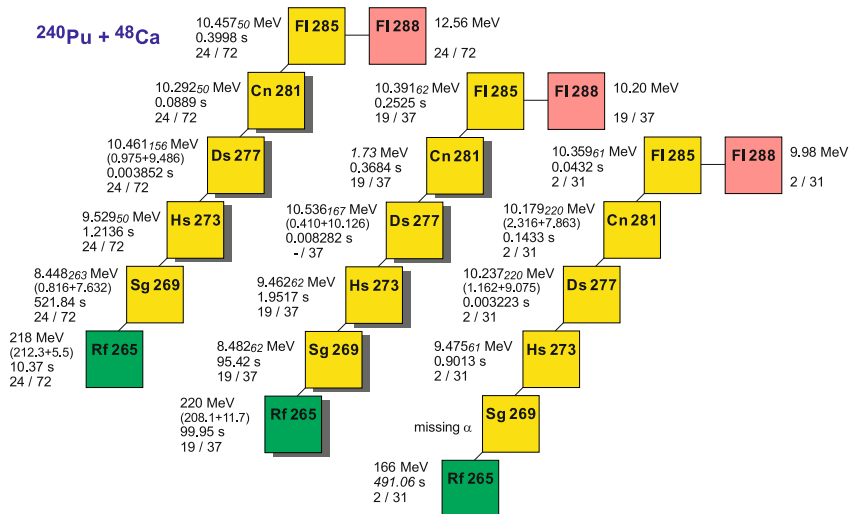 240Pu + 48Ca
10.45750 MeV
0.3998 s
24 / 72
Fl 285
Fl 288
12.56 MeV
24 / 72
10.29250 MeV
0.0889 s
24 / 72
Cn 281
10.461156 MeV
(0.975+9.486)
0.003852 s
24 / 72
Ds 277
9.52950 MeV
1.2136 s
24 / 72
Hs 273
8.448263 MeV
(0.816+7.632)
521.84 s
24 / 72
Sg 269
218 MeV
(212.3+5.5)
10.37 s
24 / 72
Rf 265
10.39162 MeV
0.2525 s
19 / 37
Fl 285
Fl 288
10.20 MeV
19 / 37
1.73 MeV
0.3684 s
19 / 37
Cn 281
10.536167 MeV
(0.410+10.126)
0.008282 s
- / 37
Ds 277
9.46262 MeV
1.9517 s
19 / 37
Hs 273
8.48262 MeV
95.42 s
19 / 37
Sg 269
220 MeV
(208.1+11.7)
99.95 s
19 / 37
Rf 265
10.35961 MeV
0.0432 s
2 / 31
Fl 285
Fl 288
9.98 MeV
2 / 31
10.179220 MeV
(2.316+7.863)
0.1433 s
2 / 31
Cn 281
10.237220 MeV
(1.162+9.075)
0.003223 s
2 / 31
Ds 277
9.47561 MeV
0.9013 s
2 / 31
Hs 273
missing α
Sg 269
166 MeV
491.06 s
2 / 31
Rf 265